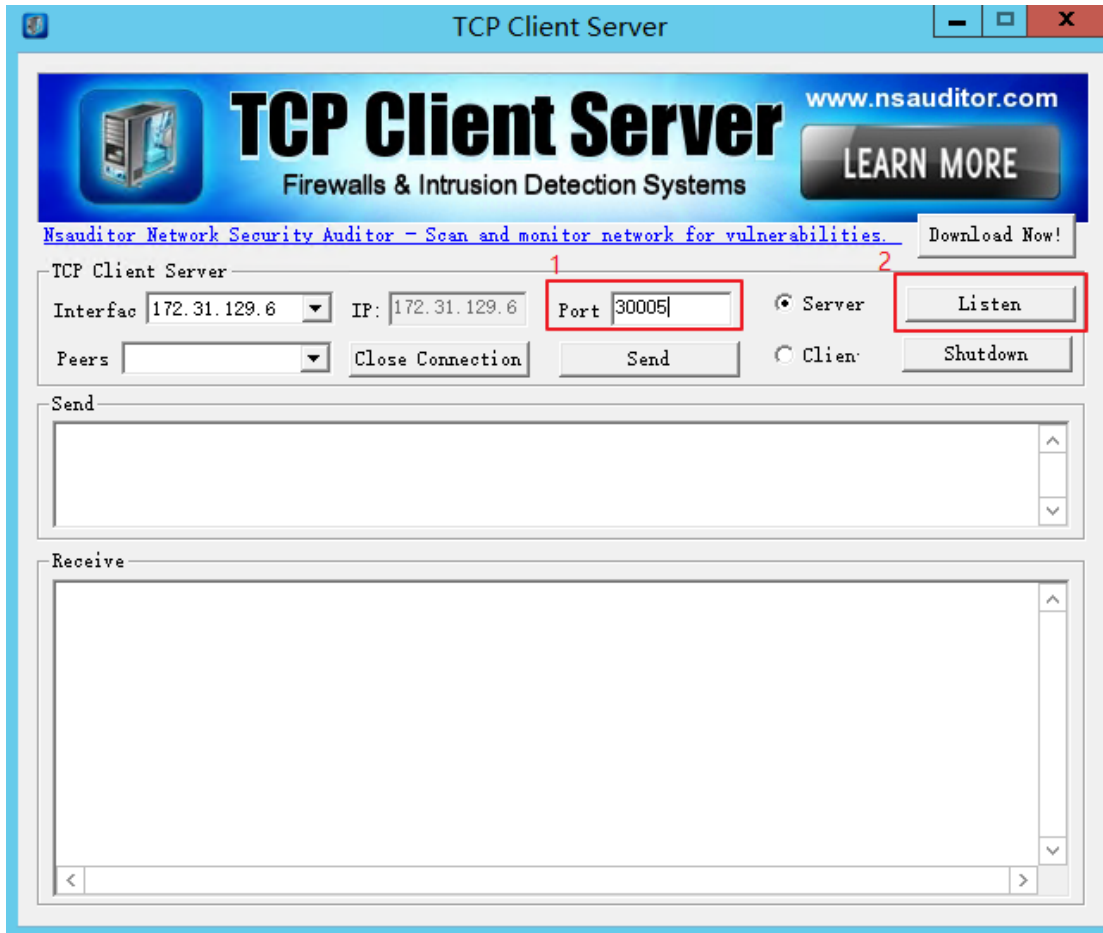 TCP Client Server
TCP Client Server
www.nsauditor.com
LEARN MORE
Firewalls & Intrusion Detection Systems
Nsauditor Network Security Auditor - Scan and monitor network for vulnerabilities.
Download Now!
TCP Client Server
1
2
Interfac 172.31.129.6 IP: 172.31.129.6 Port 30005 Server Listen
Peers Close Connection Send Clien Shutdown
Send
Receive